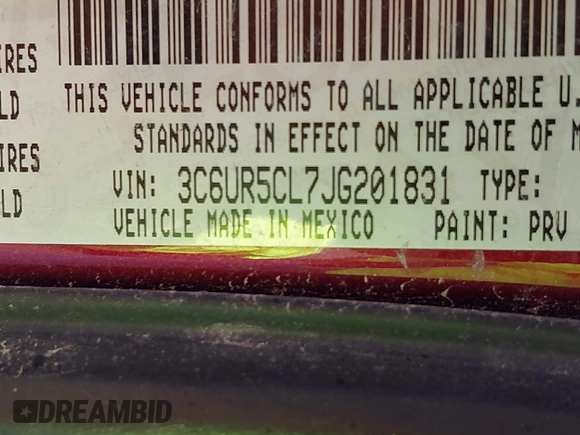 IRES
LD
IRES
LD
THIS VEHICLE CONFORMS TO ALL APPLICABLE U.
STANDARDS IN EFFECT ON THE DATE OF M
VIN: 3C6UR5CL7JG201831 TYPE:
VEHICLE MADE IN MEXICO PAINT: PRV
DREAMBID